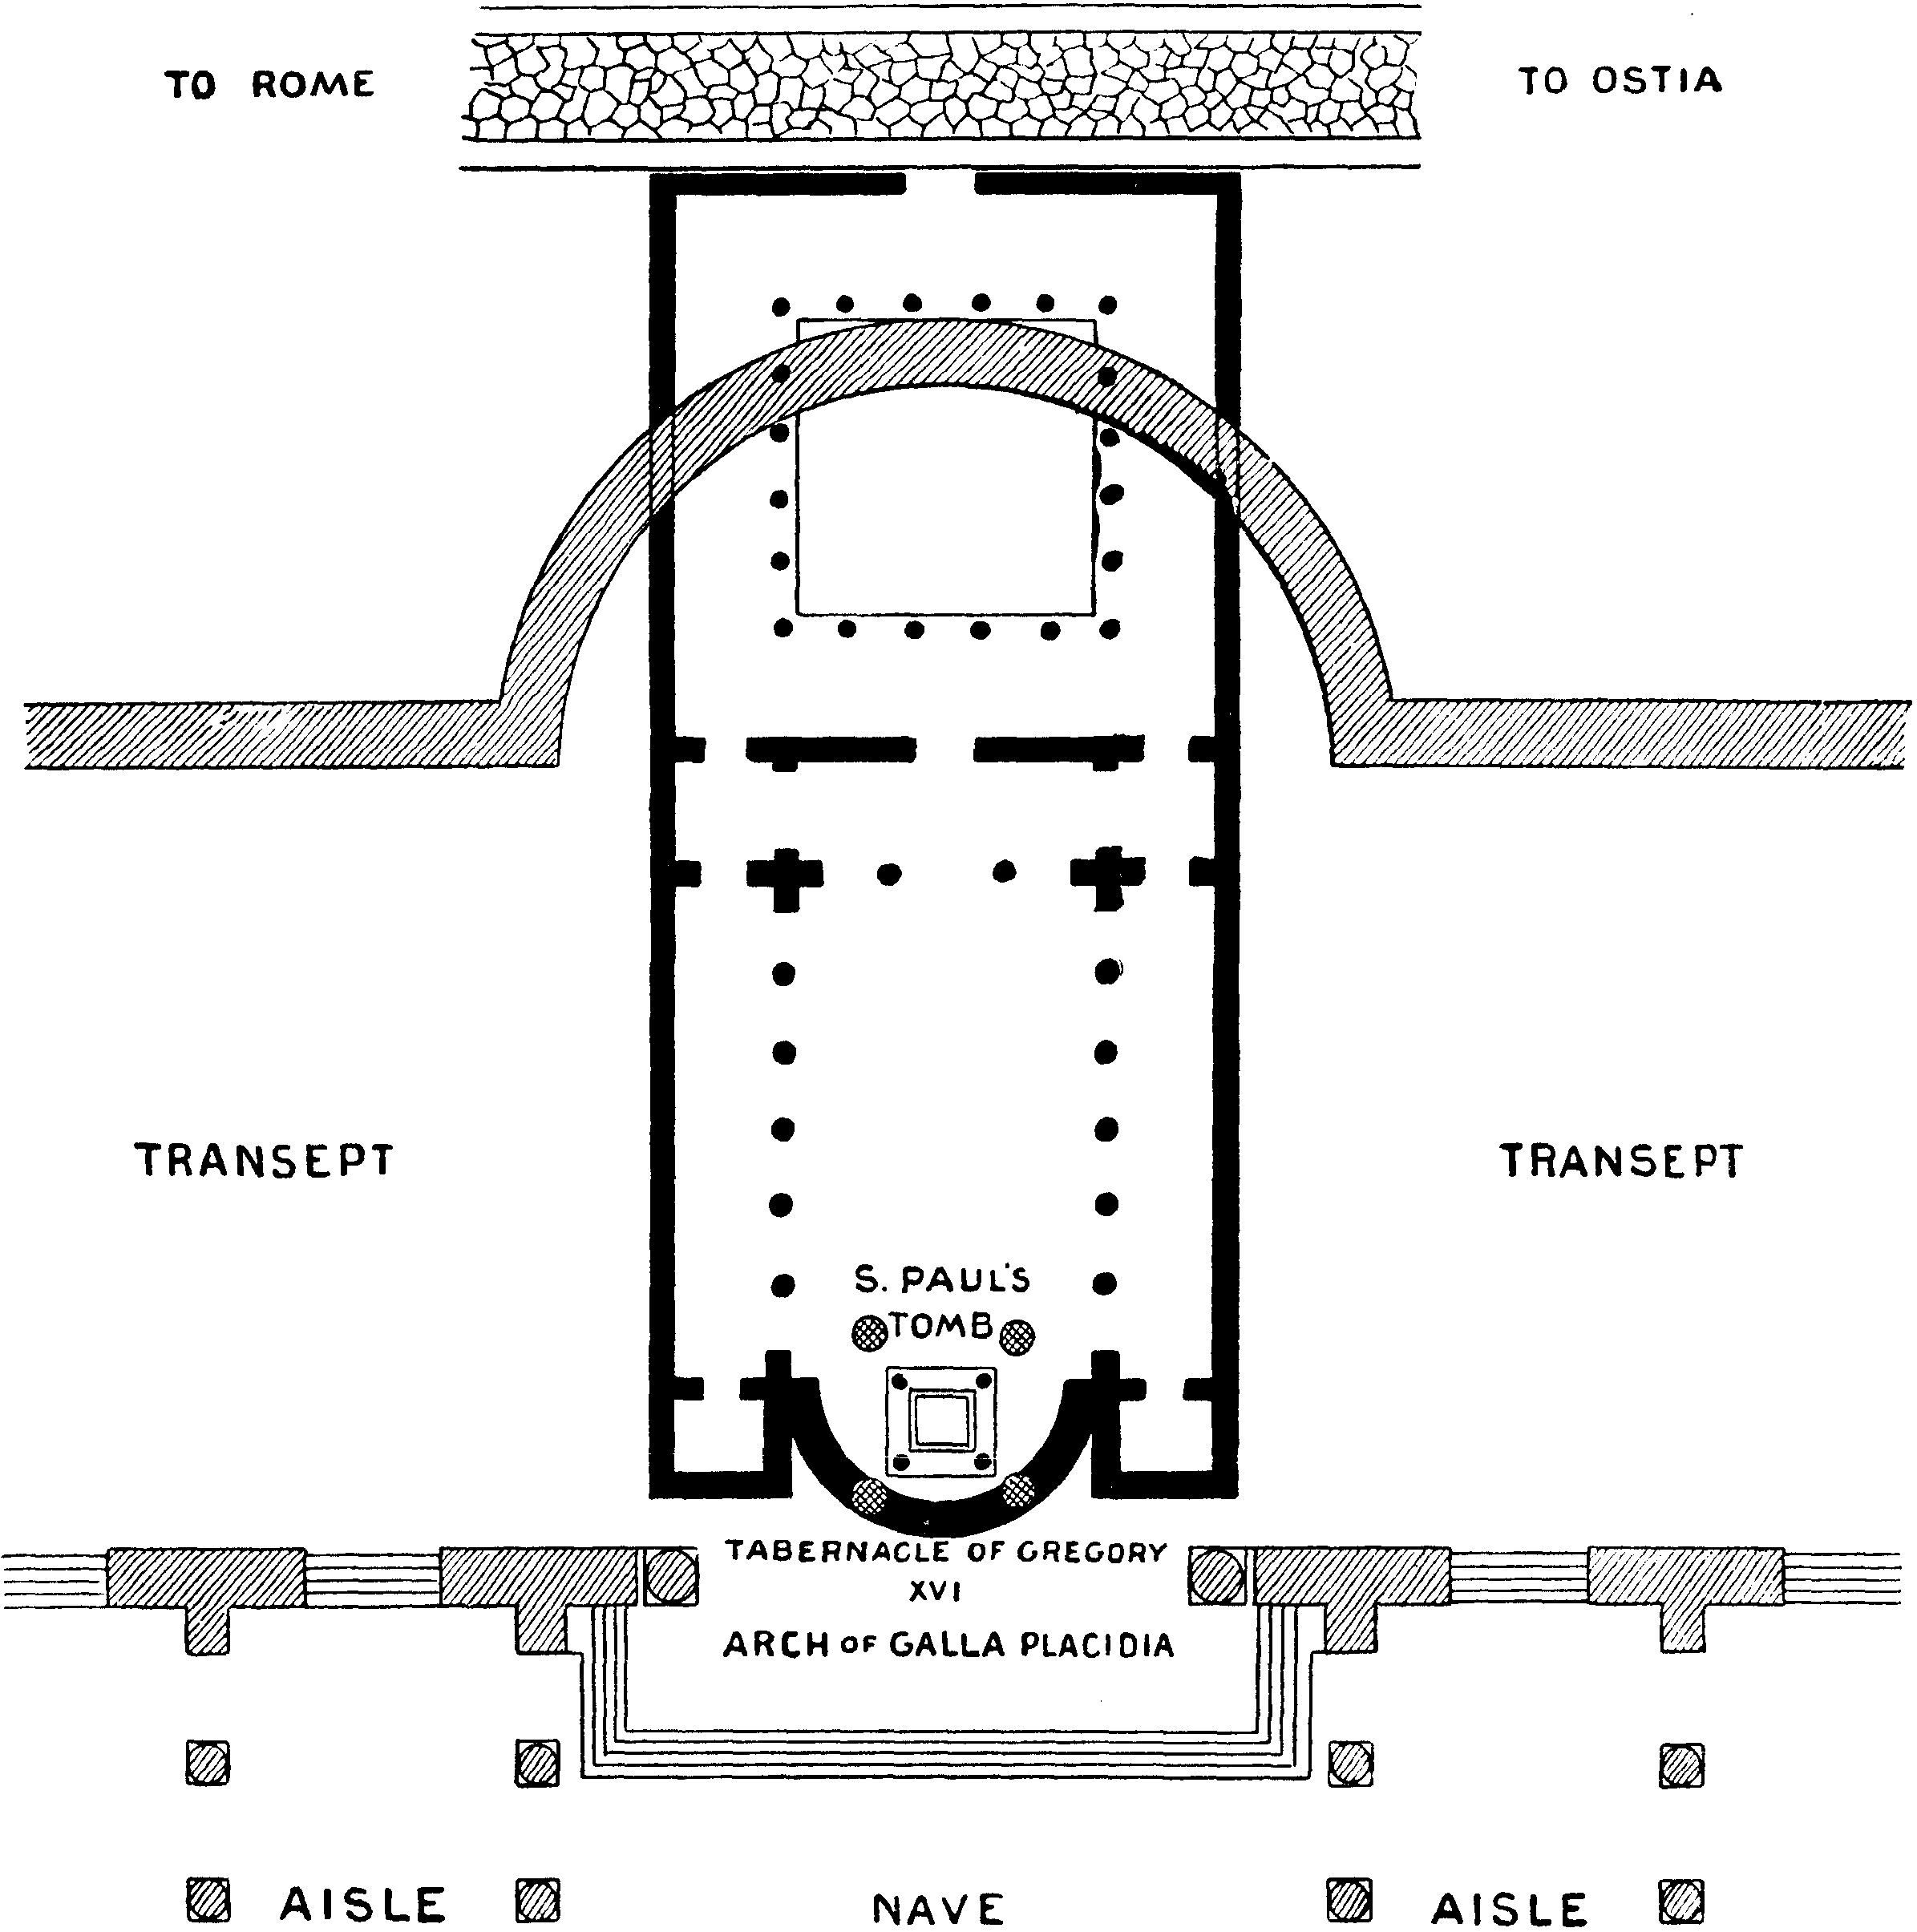 TO ROME
TO OSTIA
TRANSEPT
TRANSEPT
S. PAUL'S
TOMB
TABERNACLE OF GREGORY
XVI
ARCH OF GALLA PLACIDIA
AISLE
NAVE
AISLE